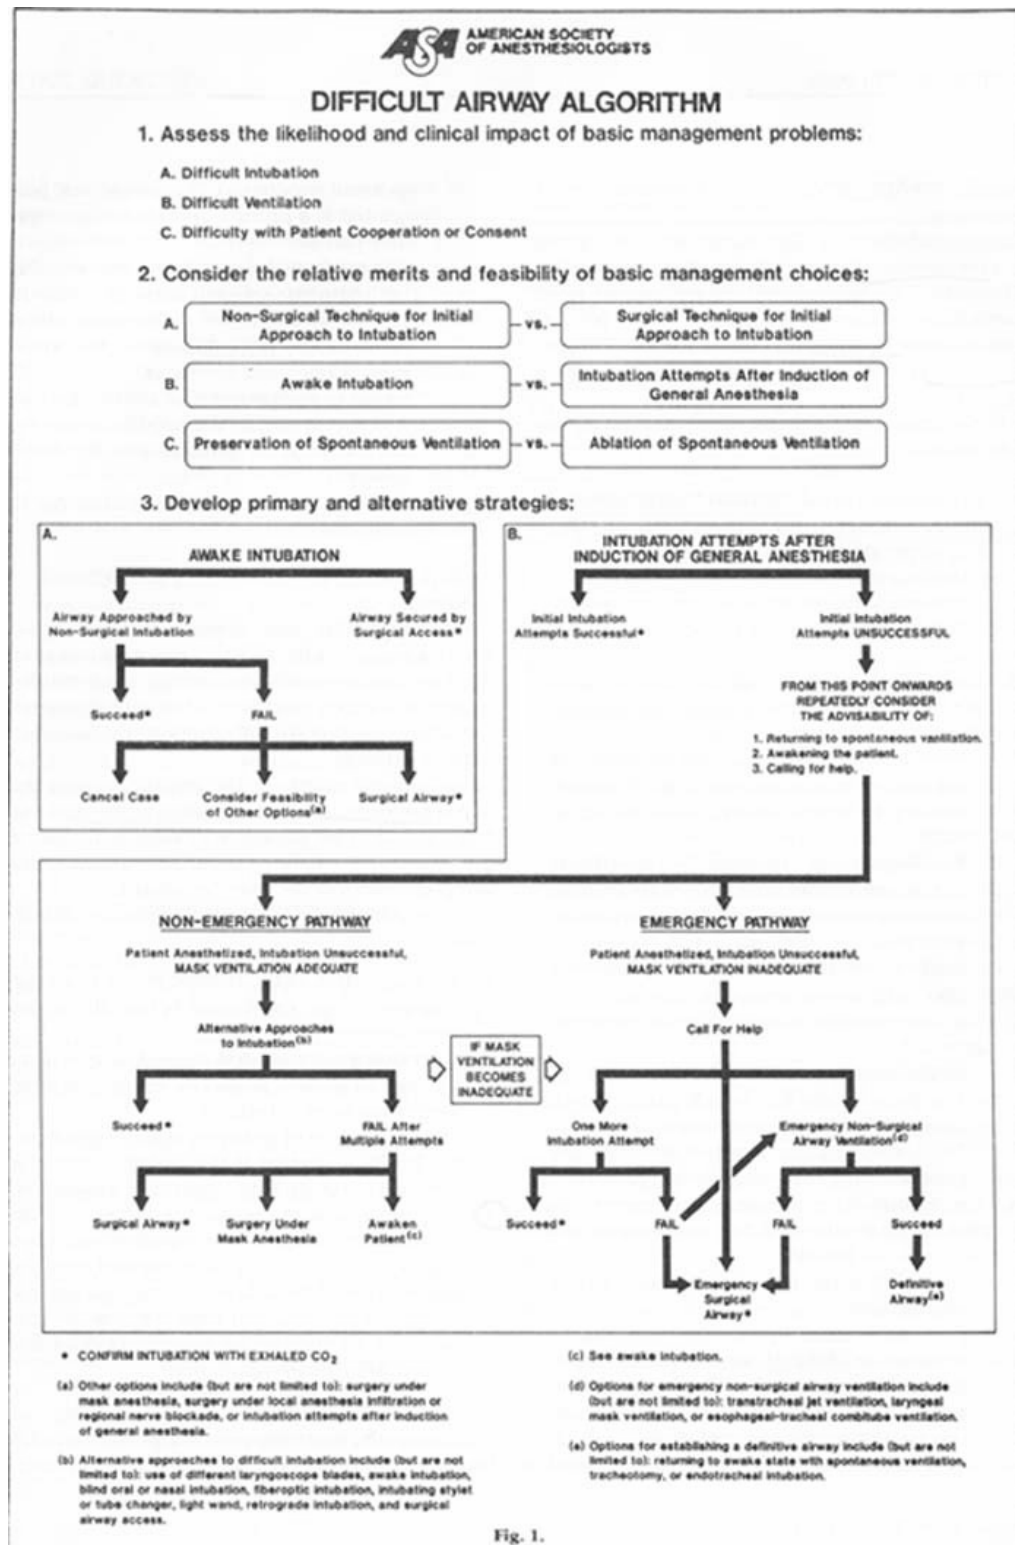 ASA
AMERICAN SOCIETY
OF ANESTHESIOLOGISTS
DIFFICULT AIRWAY ALGORITHM
1. Assess the likelihood and clinical impact of basic management problems:
A. Difficult Intubation
B. Difficult Ventilation
C. Difficulty with Patient Cooperation or Consent
2. Consider the relative merits and feasibility of basic management choices:
A.
Non-Surgical Technique for Initial
Approach to Intubation
vs.
Surgical Technique for Initial
Approach to Intubation
B.
Awake Intubation
vs.
Intubation Attempts After Induction of
General Anesthesia
C.
Preservation of Spontaneous Ventilation
vs.
Ablation of Spontaneous Ventilation
3. Develop primary and alternative strategies:
A.
AWAKE INTUBATION
Airway Approached by
Non-Surgical Intubation
Airway Secured by
Surgical Access*
Succeed*
FAIL
Cancel Case
Consider Feasibility
of Other Options(a)
Surgical Airway*
B.
INTUBATION ATTEMPTS AFTER
INDUCTION OF GENERAL ANESTHESIA
Initial Intubation
Attempts Successful*
Initial Intubation
Attempts UNSUCCESSFUL
FROM THIS POINT ONWARDS
REPEATEDLY CONSIDER
THE ADVISABILITY OF:
1. Returning to spontaneous vantilation.
2. Awakening the patient.
3. Calling for help.
NON-EMERGENCY PATHWAY
Patient Anesthetized, Intubation Unsuccessful,
MASK VENTILATION ADEQUATE
Alternative Approaches
to Intubation(b)
Succeed*
FAIL After
Multiple Attempts
Surgical Airway*
Surgery Under
Mask Anesthesia
Awaken
Patient(c)
IF MASK
VENTILATION
BECOMES
INADEQUATE
EMERGENCY PATHWAY
Patient Anesthetized, Intubation Unsuccessful,
MASK VENTILATION INADEQUATE
Call For Help
One More
Intubation Attempt
Emergency Non-Surgical
Airway Ventilation(d)
Succeed*
FAIL
FAIL
Succeed
Emergency
Surgical
Airway*
Definitive
Airway(e)
* CONFIRM INTUBATION WITH EXHALED CO2
(a) Other options include (but are not limited to): surgery under
mask anesthesia, surgery under local anesthesia infiltration or
regional nerve blockade, or intubation attempts after induction
of general anesthesia.
(b) Alternative approaches to difficult intubation include (but are not
limited to): use of different laryngoscope blades, awake intubation,
blind oral or nasal intubation, fiberoptic intubation, intubating stylet
or tube changer, light wand, retrograde intubation, and surgical
airway access.
(c) See awake intubation.
(d) Options for emergency non-surgical airway ventilation include
(but are not limited to): transtracheal jet ventilation, laryngeal
mask ventilation, or esophageal-tracheal combitube ventilation.
(e) Options for establishing a definitive airway include (but are not
limited to): returning to awake state with spontaneous ventilation,
tracheotomy, or endotracheal intubation.
Fig. 1.